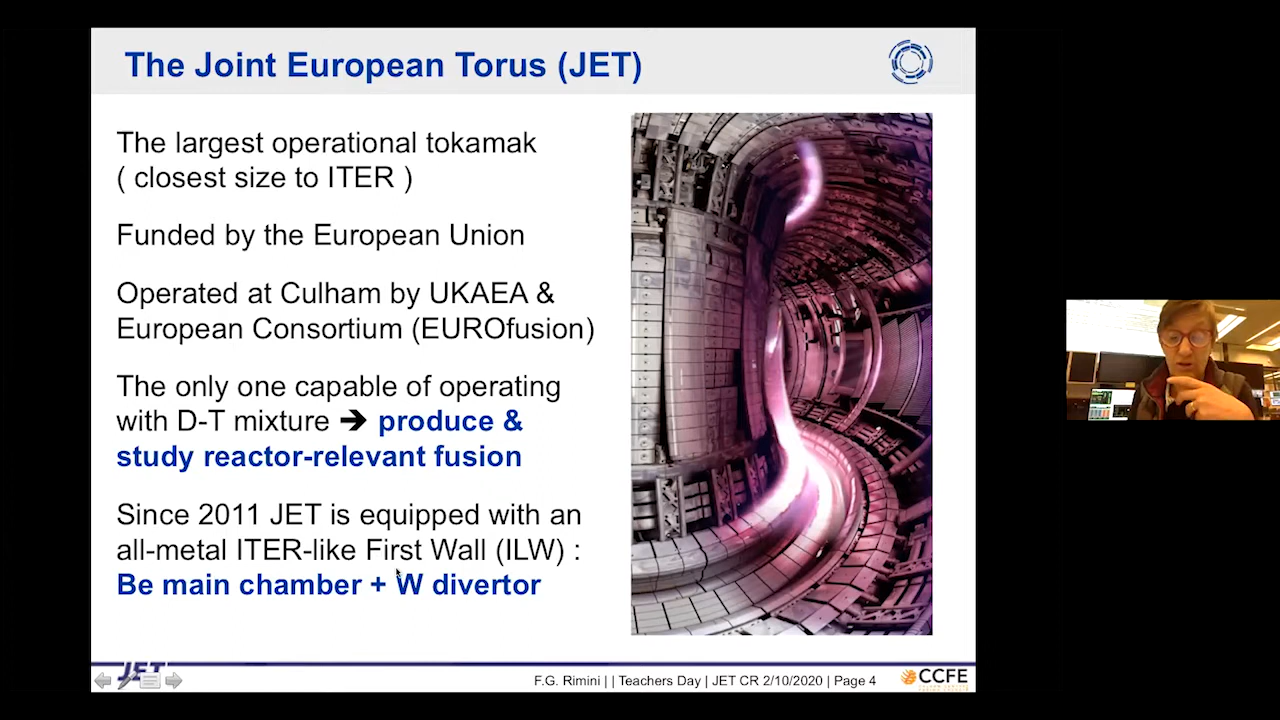 The Joint European Torus (JET)
The largest operational tokamak
( closest size to ITER )
Funded by the European Union
Operated at Culham by UKAEA &
European Consortium (EUROfusion)
The only one capable of operating
with D-T mixture ➔ produce &
study reactor-relevant fusion
Since 2011 JET is equipped with an
all-metal ITER-like First Wall (ILW) :
Be main chamber + W divertor
JET
F.G. Rimini | | Teachers Day | JET CR 2/10/2020 | Page 4
CCFE